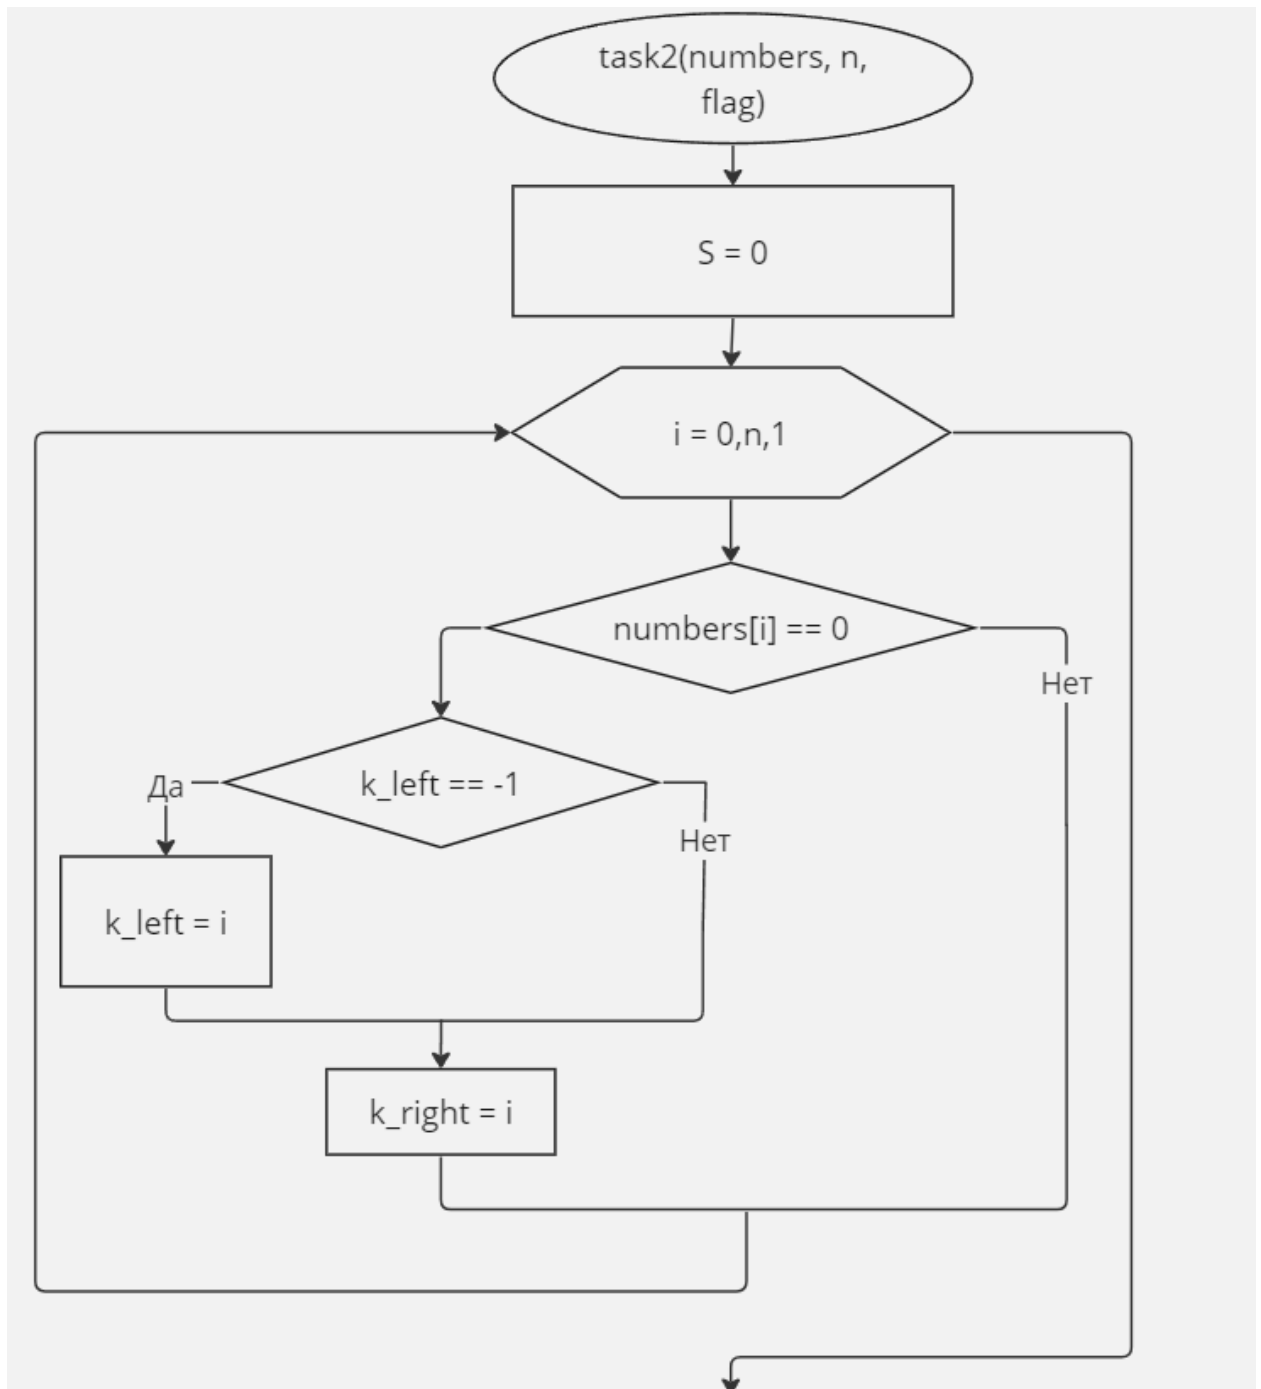 task2(numbers, n,
flag)
S = 0
i = 0,n,1
numbers[i] == 0
Нет
k_left == -1
Да
Нет
k_left = i
k_right = i